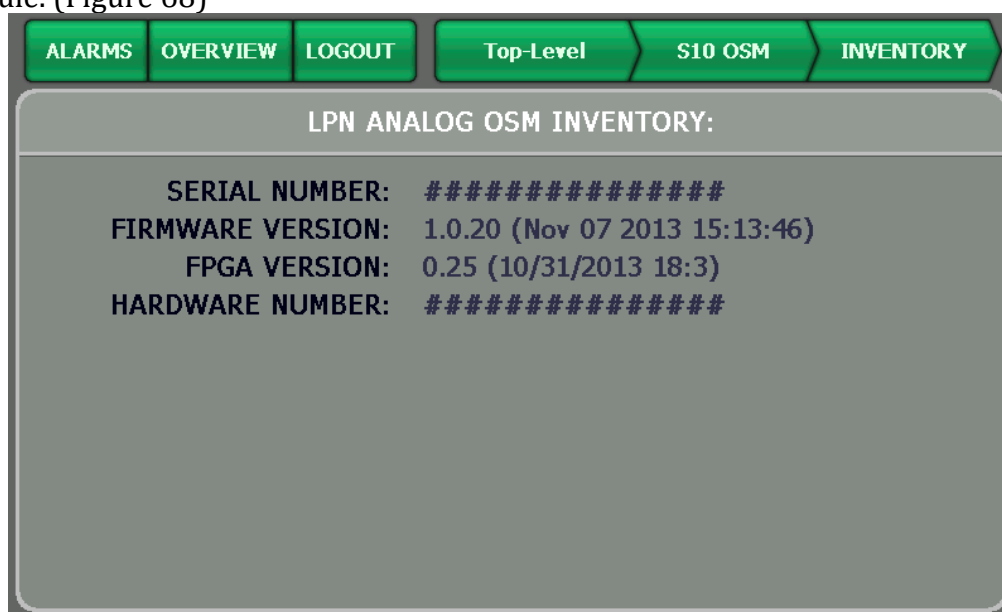 (Figure 68)
ALARMS OVERVIEW LOGOUT Top-Level S10 OSM INVENTORY
LPN ANALOG OSM INVENTORY:
SERIAL NUMBER: ###############
FIRMWARE VERSION: 1.0.20 (Nov 07 2013 15:13:46)
FPGA VERSION: 0.25 (10/31/2013 18:3)
HARDWARE NUMBER: ###############